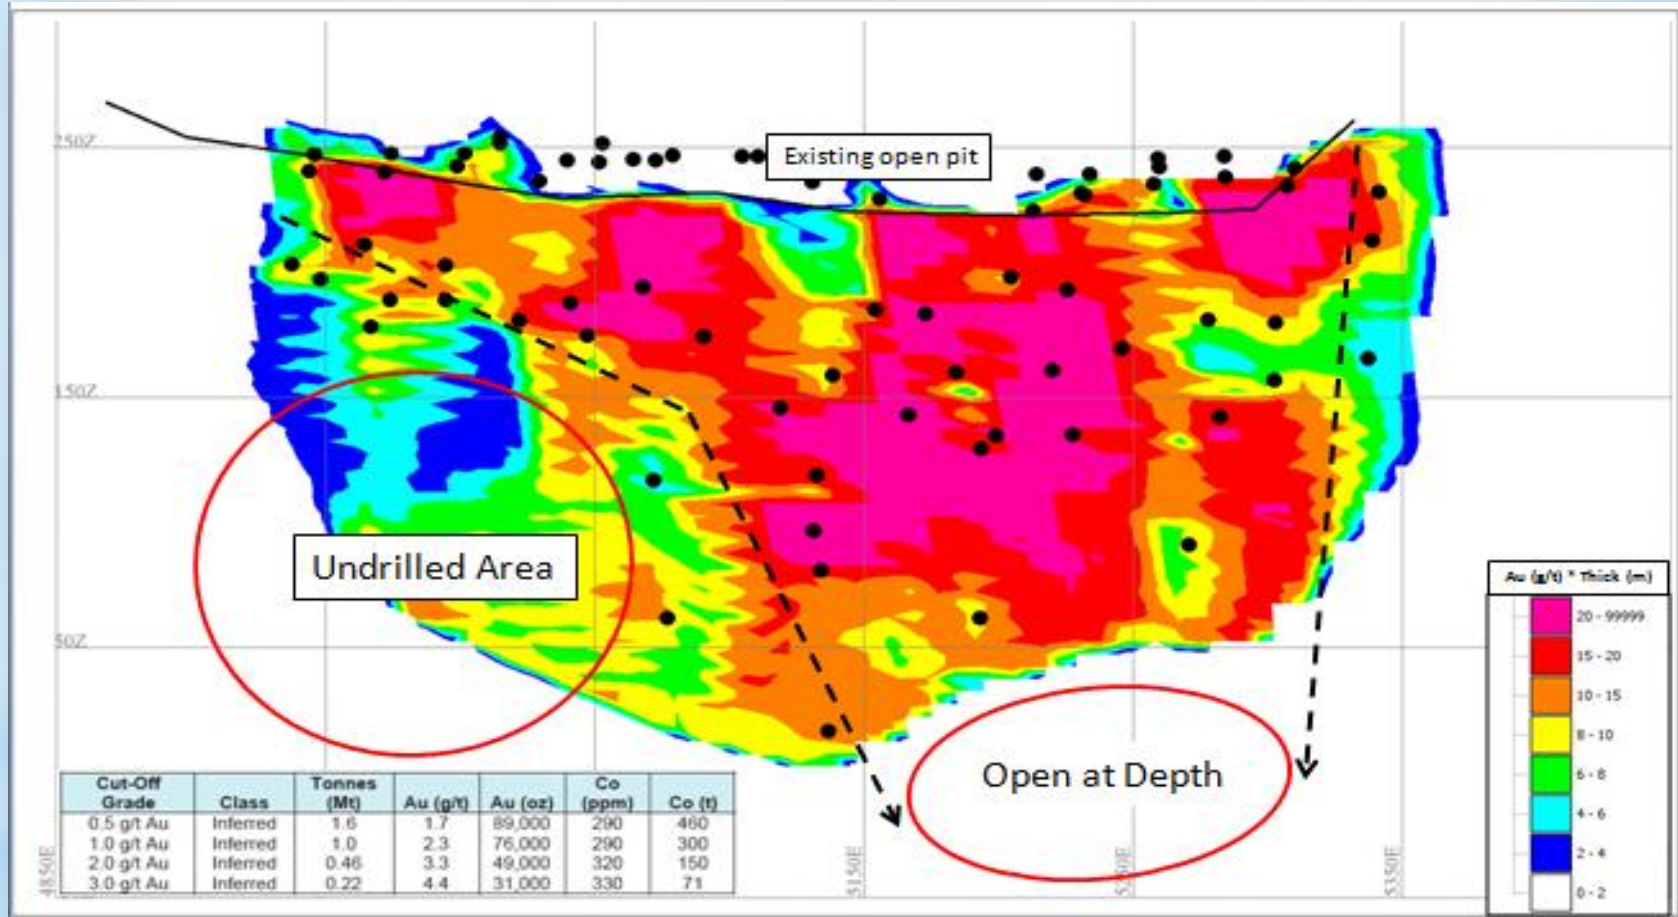 250Z
Existing open pit
150Z
Undrilled Area
Au (g/t) * Thick (m)
20 - 99999
15 - 20
10 - 15
8 - 10
6 - 8
4 - 6
2 - 4
0 - 2
50Z
Open at Depth
Cut-Off Grade Class Tonnes (Mt) Au (g/t) Au (oz) Co (ppm) Co (t)
0.5 g/t Au Inferred 1.6 1.7 89,000 290 460
1.0 g/t Au Inferred 1.0 2.3 76,000 290 300
2.0 g/t Au Inferred 0.46 3.3 49,000 320 150
3.0 g/t Au Inferred 0.22 4.4 31,000 330 71
4850E
5150E
5250E
5350E